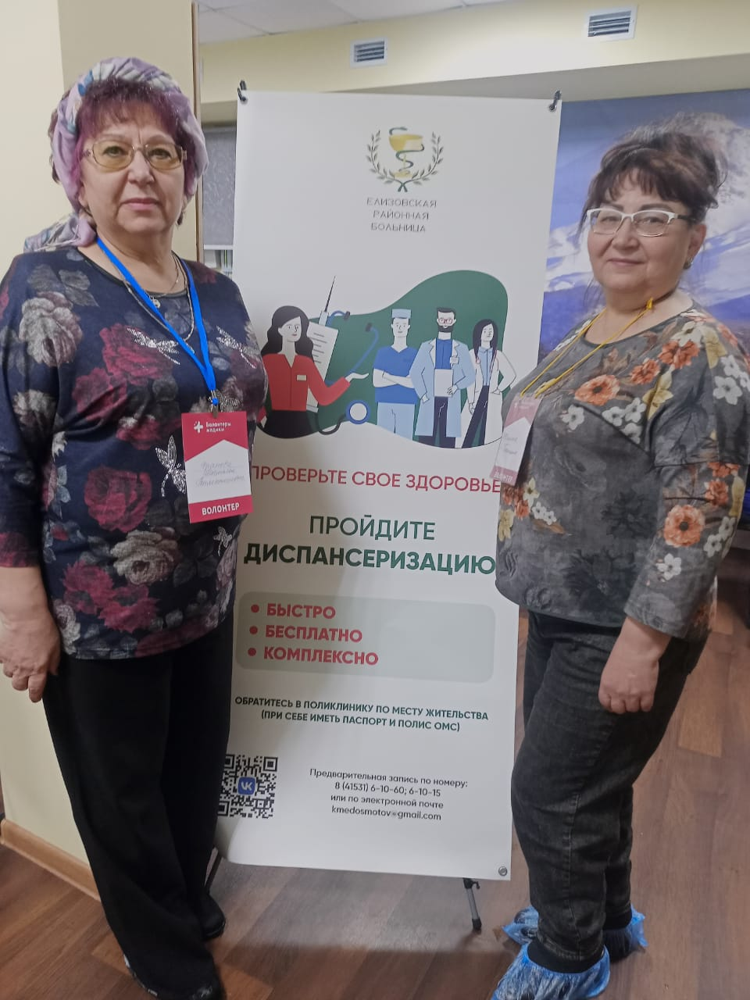 ЕЛИЗОВСКАЯ
РАЙОННАЯ
БОЛЬНИЦА
Волонтеры
медики
ВОЛОНТЕР
ВОЛОНТЕР
ПРОВЕРЬТЕ СВОЕ ЗДОРОВЬЕ
ПРОЙДИТЕ
ДИСПАНСЕРИЗАЦИЮ
• БЫСТРО
• БЕСПЛАТНО
• КОМПЛЕКСНО
ОБРАТИТЕСЬ В ПОЛИКЛИНИКУ ПО МЕСТУ ЖИТЕЛЬСТВА
(ПРИ СЕБЕ ИМЕТЬ ПАСПОРТ И ПОЛИС ОМС)
Предварительная запись по номеру:
8 (41531) 6-10-60; 6-10-15
или по электронной почте
kmedosmotov@gmail.com